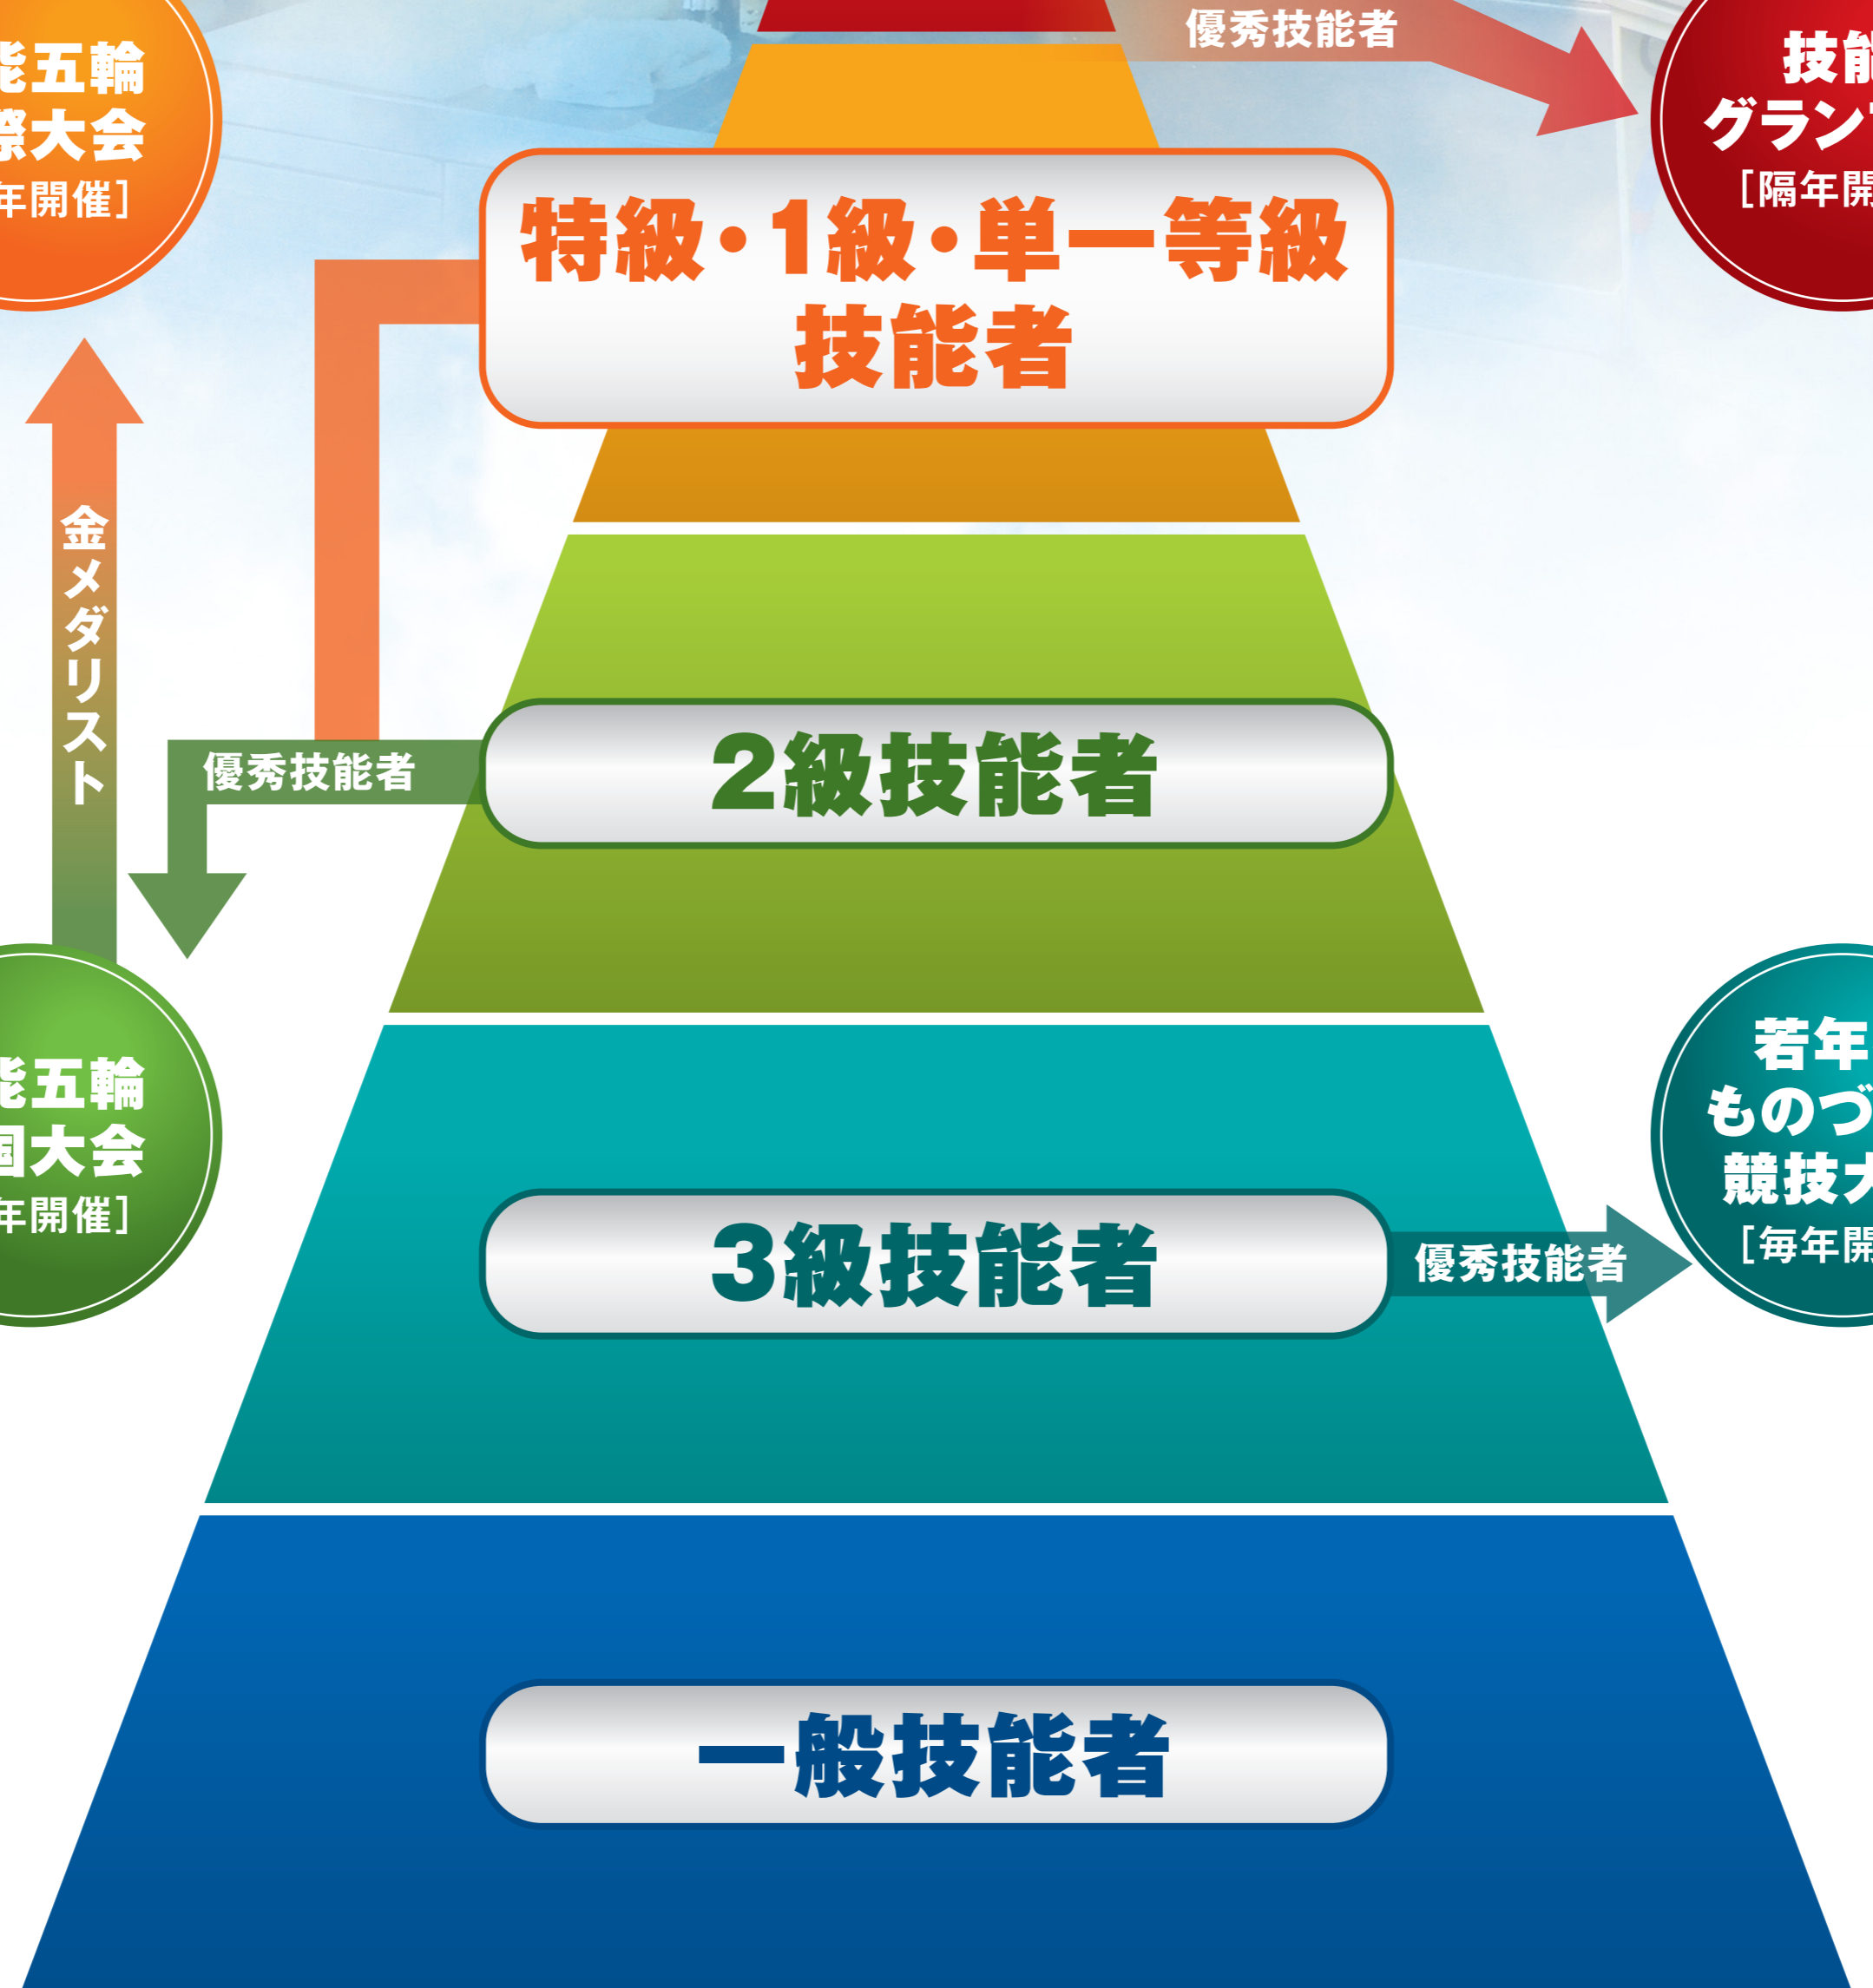 優秀技能者
能五輪
際大会
年開催］
技能
グラン
［隔年開
特級・1級・単一等級
技能者
金メダリスト
2級技能者
優秀技能者
能五輪
国大会
年開催］
若年
ものづ
競技大
［毎年開
3級技能者
優秀技能者
一般技能者